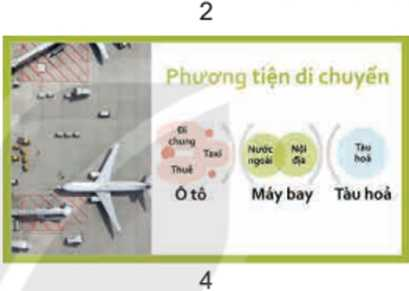 2
Phương tiện di chuyển
Đi chung
Taxi
Thuê
Nước ngoài
Nội địa
Tàu hoả
Ô tô
Máy bay
Tàu hoả
4